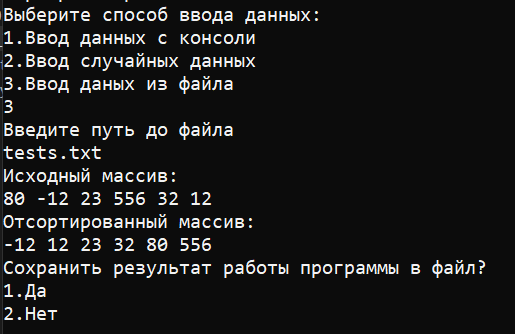 Выберите способ ввода данных:
1.Ввод данных с консоли
2.Ввод случайных данных
3.Ввод даных из файла
3
Введите путь до файла
tests.txt
Исходный массив:
80 -12 23 556 32 12
Отсортированный массив:
-12 12 23 32 80 556
Сохранить результат работы программы в файл?
1.Да
2.Нет